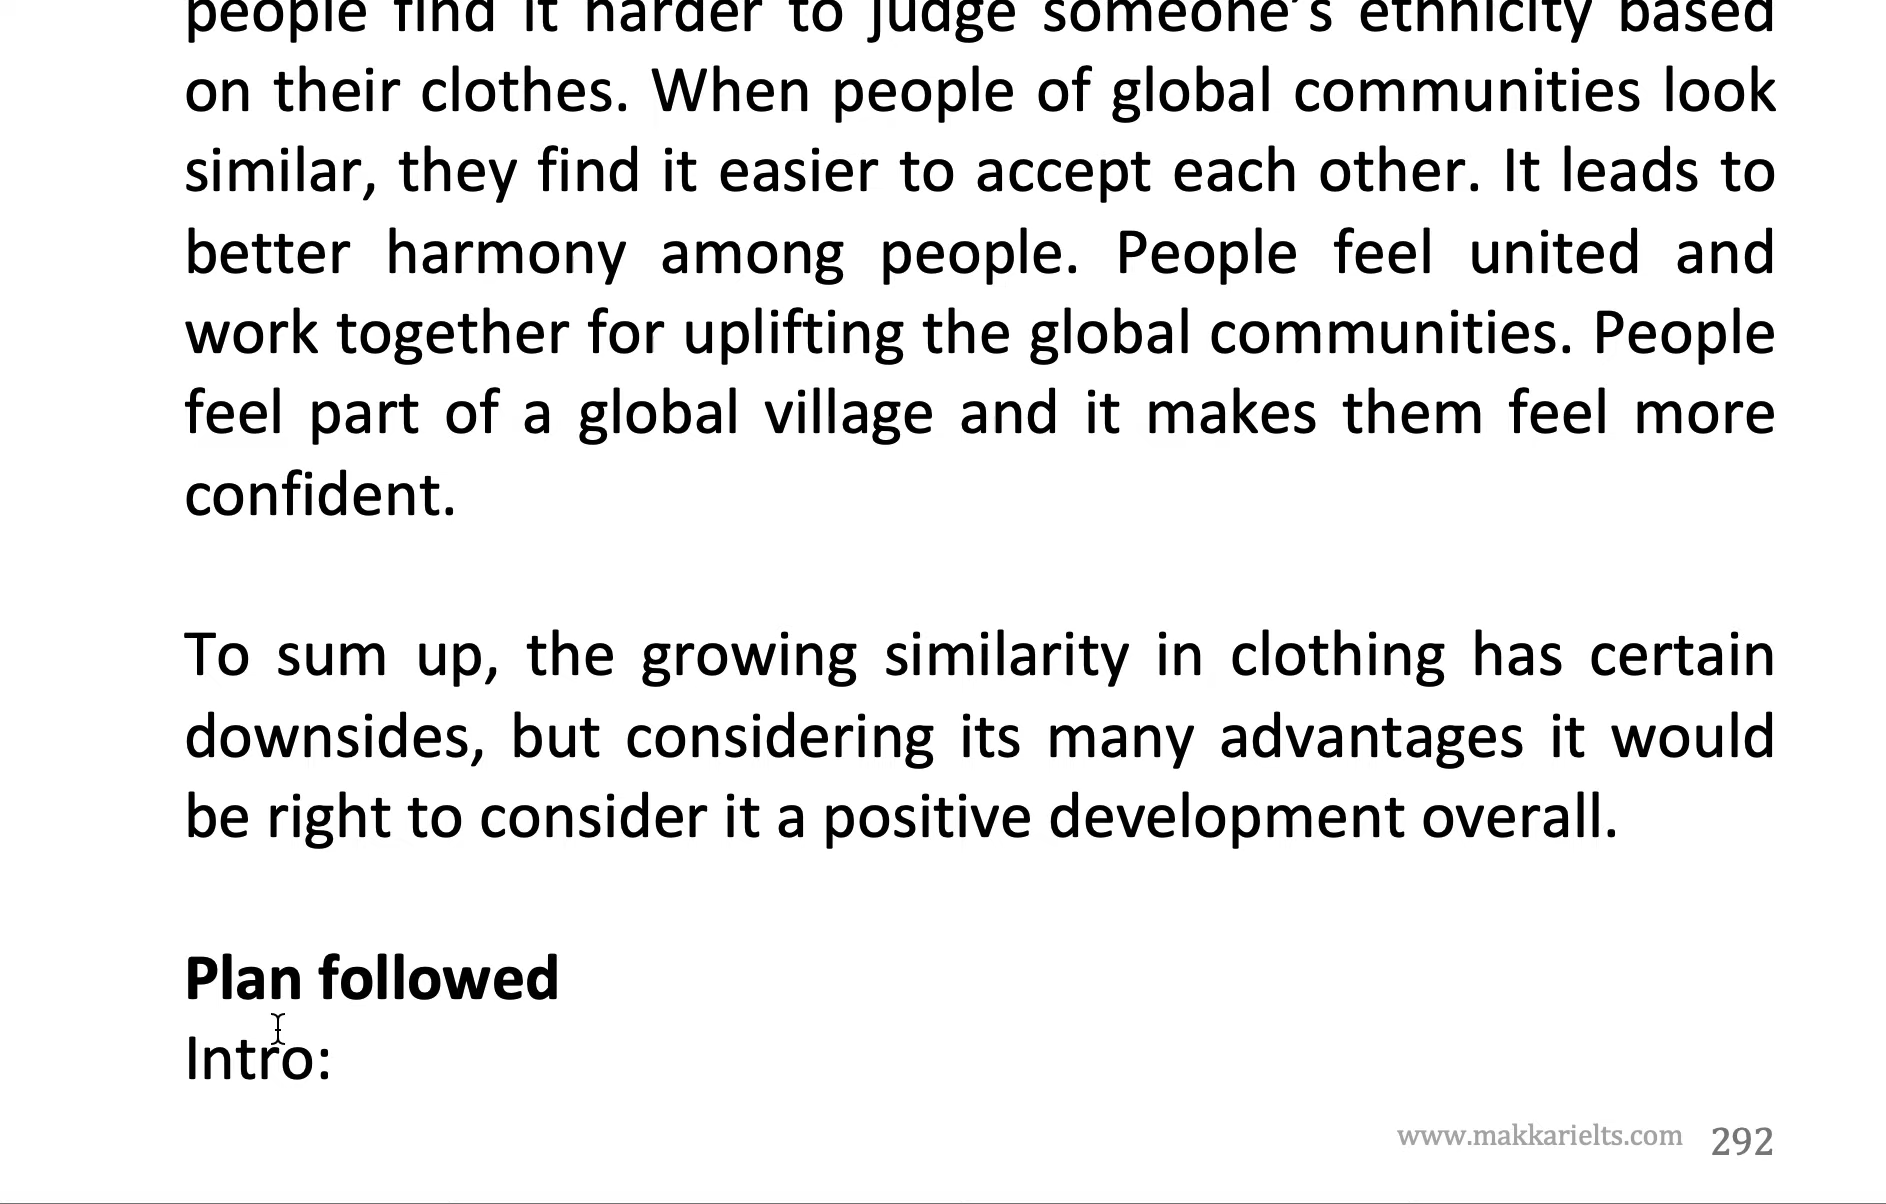 people find it harder to judge someone's ethnicity based
on their clothes. When people of global communities look
similar, they find it easier to accept each other. It leads to
better harmony among people. People feel united and
work together for uplifting the global communities. People
feel part of a global village and it makes them feel more
confident.
To sum up, the growing similarity in clothing has certain
downsides, but considering its many advantages it would
be right to consider it a positive development overall.
Plan followed
Intro:
www.makkarielts.com 292